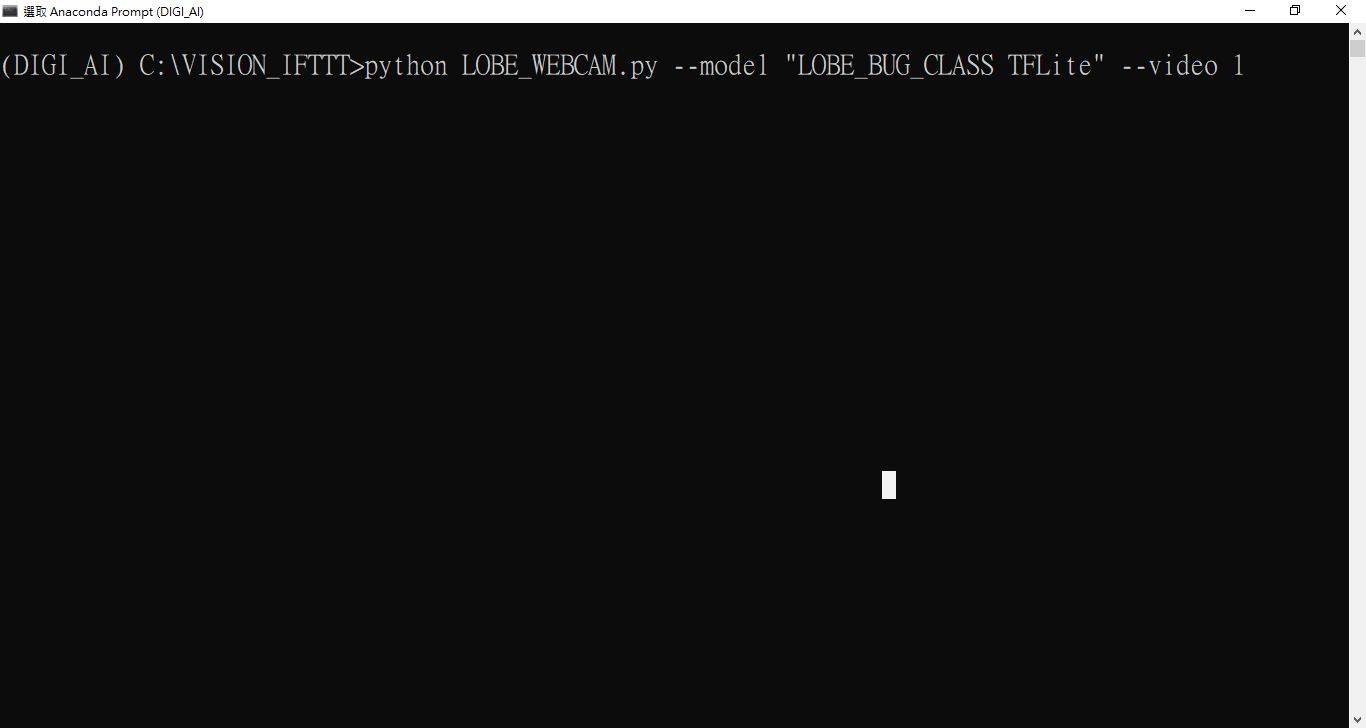 選取 Anaconda Prompt (DIGI_AI)
(DIGI_AI) C:\VISION_IFTTT>python LOBE_WEBCAM.py --model "LOBE_BUG_CLASS TFLite" --video 1